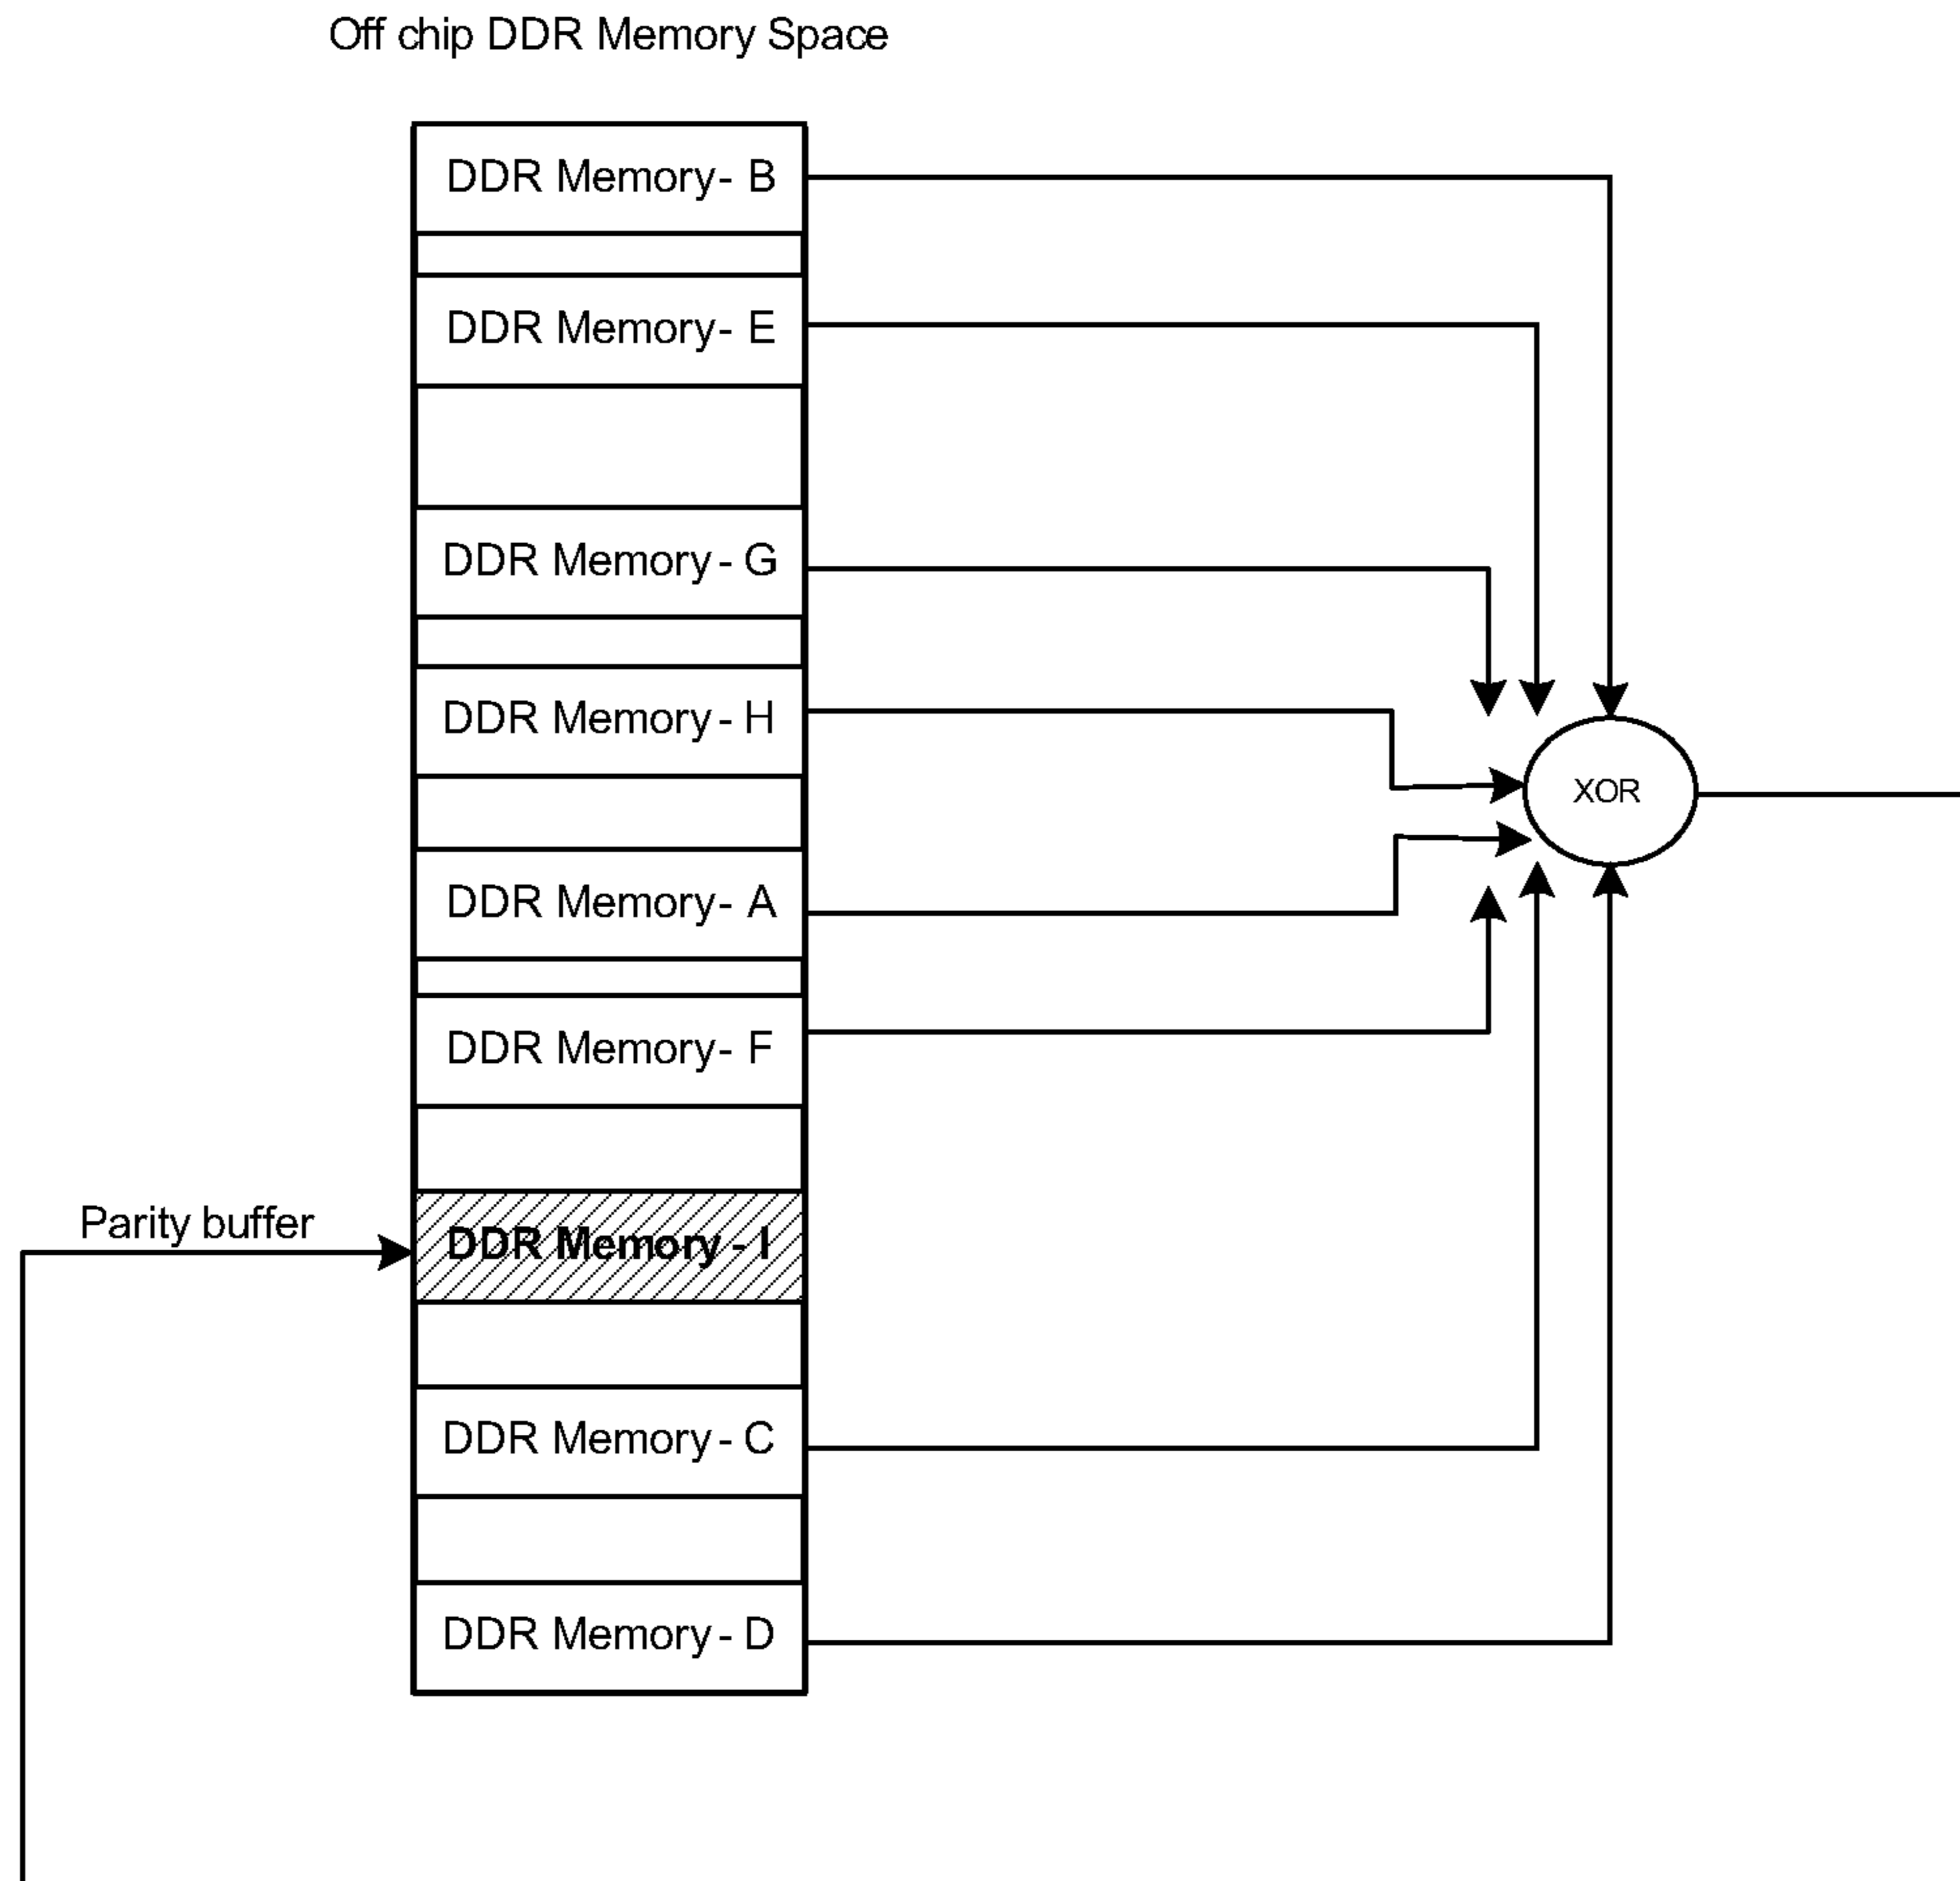 Off chip DDR Memory Space
DDR Memory - B
DDR Memory - E
DDR Memory - G
DDR Memory - H
XOR
DDR Memory - A
DDR Memory - F
Parity buffer
DDR Memory - I
DDR Memory - C
DDR Memory - D